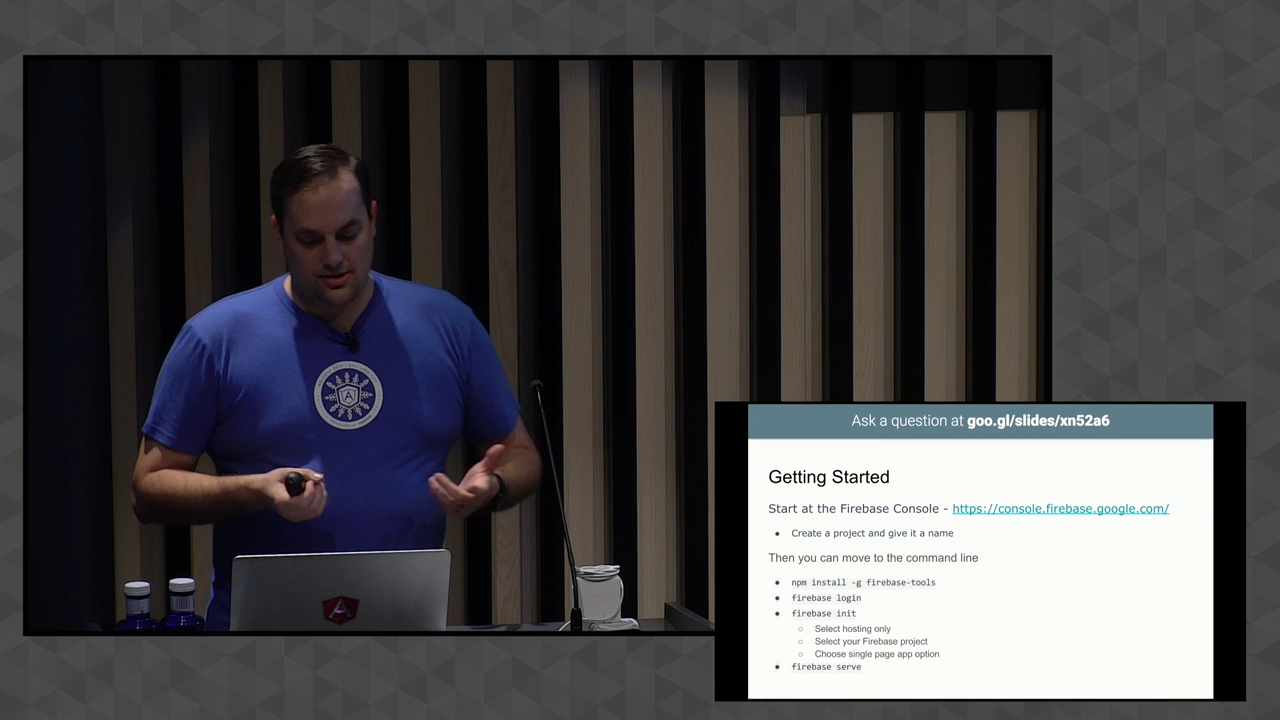 Ask a question at goo.gl/slides/xn52a6
Getting Started
Start at the Firebase Console - https://console.firebase.google.com/
• Create a project and give it a name
Then you can move to the command line
• npm install -g firebase-tools
• firebase login
• firebase init
○ Select hosting only
○ Select your Firebase project
○ Choose single page app option
• firebase serve
A
A